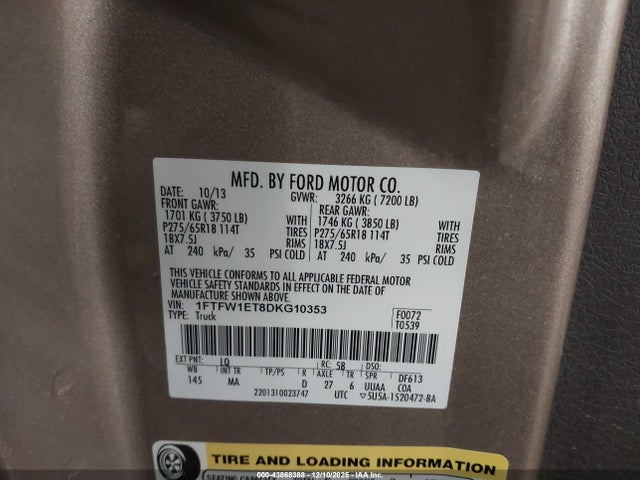 MFD. BY FORD MOTOR CO.
DATE: 10/13 GVWR: 3266 KG ( 7200 LB)
FRONT GAWR: REAR GAWR:
1701 KG ( 3750 LB) WITH 1746 KG ( 3850 LB) WITH
P275/65R18 114T TIRES P275/65R18 114T TIRES
18X7.5J RIMS 18X7.5J RIMS
AT 240 kPa/ 35 PSI COLD AT 240 kPa/ 35 PSI COLD
THIS VEHICLE CONFORMS TO ALL APPLICABLE FEDERAL MOTOR
VEHICLE SAFETY STANDARDS IN EFFECT ON THE DATE OF
MANUFACTURE SHOWN ABOVE.
VIN: 1FTFW1ET8DKG10353 F0072
TYPE: Truck T0539
EXT PNT: LQ RC: 58 DSO:
WB INT TR TP/PS R AXLE TR SPR DF613
145 MA D 27 6 UUAA COA
2201310023747 UTC ▽5U5A-1520472-BA
TIRE AND LOADING INFORMATION
©IAA Holdings, LLC 43868388 - 12/10/2025 - IAAI.com